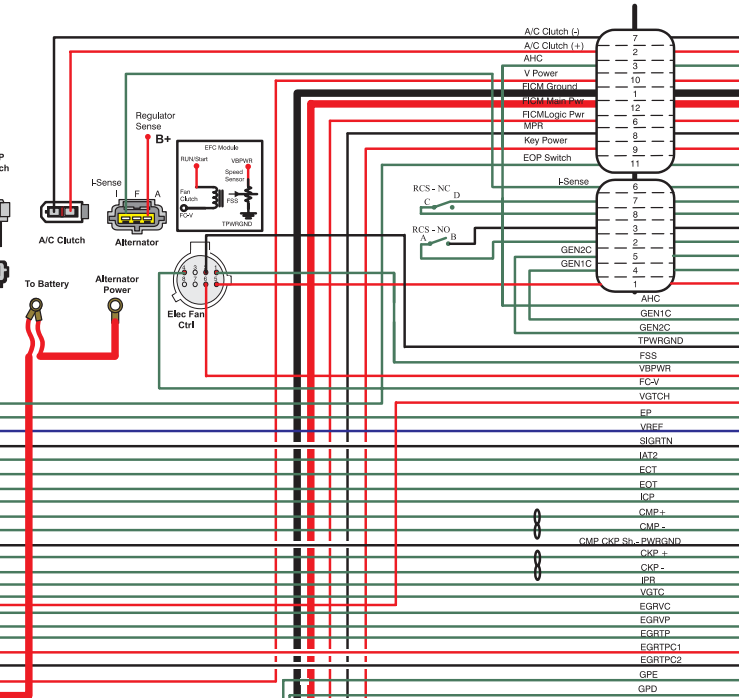 A/C Clutch (-)
7
A/C Clutch (+)
2
AHC
3
V Power
10
FICM Ground
1
FICM Main Pwr
12
FICMLogic Pwr
6
MPR
8
Key Power
9
EOP Switch
11
Regulator
Sense
B+
EFC Module
RUN/Start
VBPWR
Speed
Sensor
Fan
Clutch
FSS
FC-V
TPWRGND
P
ch
I-Sense
I F A
A/C Clutch
Alternator
I-Sense
6
RCS - NC
C D
7
8
RCS - NO
A B
3
2
GEN2C
5
GEN1C
4
1
To Battery
Alternator
Power
Elec Fan
Ctrl
AHC
GEN1C
GEN2C
TPWRGND
FSS
VBPWR
FC-V
VGTCH
EP
VREF
SIGRTN
IAT2
ECT
EOT
ICP
CMP+
CMP -
CMP CKP Sh.- PWRGND
CKP +
CKP -
IPR
VGTC
EGRVC
EGRVP
EGRTP
EGRTPC1
EGRTPC2
GPE
GPD